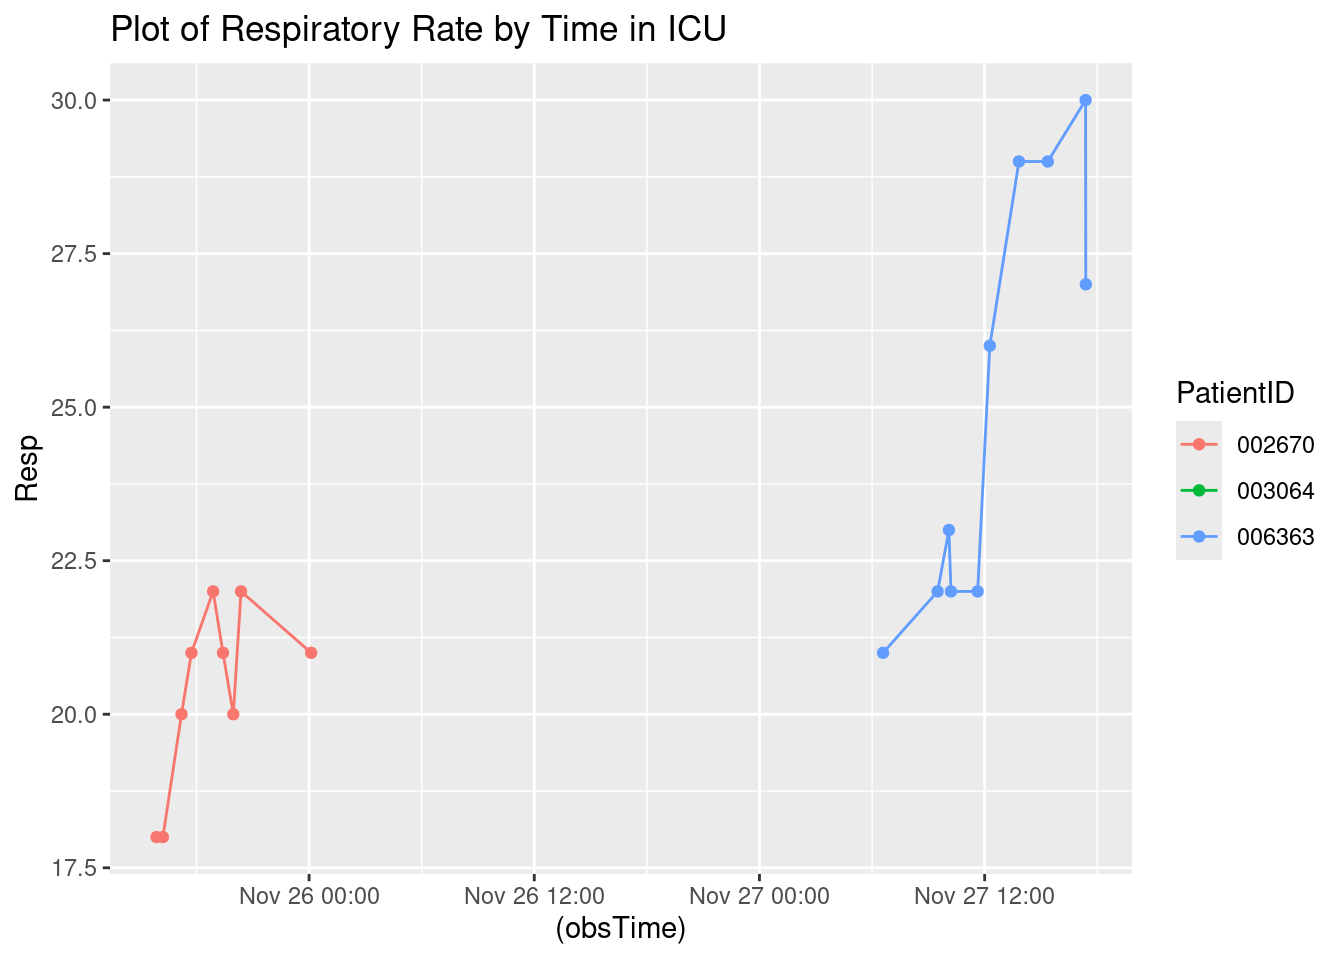 Plot of Respiratory Rate by Time in ICU
30.0
27.5
25.0
22.5
20.0
17.5
Resp
Nov 26 00:00
Nov 26 12:00
Nov 27 00:00
Nov 27 12:00
(obsTime)
PatientID
002670
003064
006363